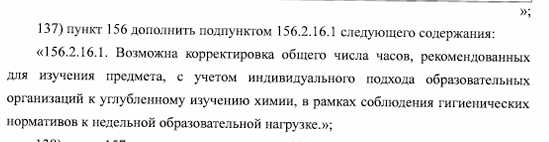 »;
137) пункт 156 дополнить подпунктом 156.2.16.1 следующего содержания:
«156.2.16.1. Возможна корректировка общего числа часов, рекомендованных
для изучения предмета, с учетом индивидуального подхода образовательных
организаций к углубленному изучению химии, в рамках соблюдения гигиенических
нормативов к недельной образовательной нагрузке.»;